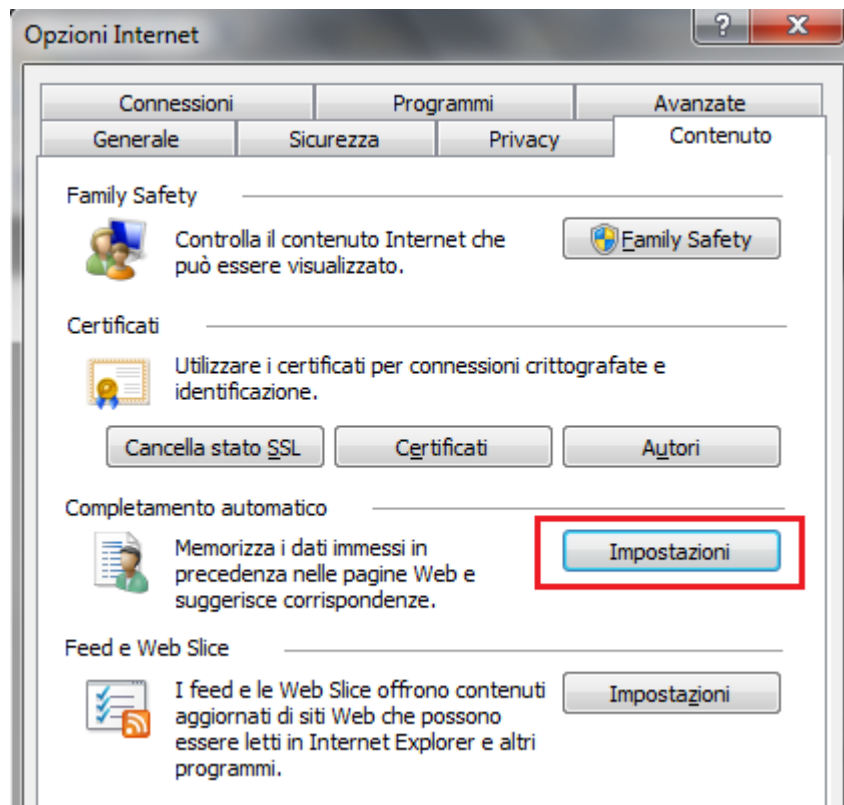 Opzioni Internet
?
X
Connessioni
Programmi
Avanzate
Generale
Sicurezza
Privacy
Contenuto
Family Safety
Controlla il contenuto Internet che
può essere visualizzato.
Family Safety
Certificati
Utilizzare i certificati per connessioni crittografate e
identificazione.
Cancella stato SSL
Certificati
Autori
Completamento automatico
Memorizza i dati immessi in
precedenza nelle pagine Web e
suggerisce corrispondenze.
Impostazioni
Feed e Web Slice
I feed e le Web Slice offrono contenuti
aggiornati di siti Web che possono
essere letti in Internet Explorer e altri
programmi.
Impostazioni